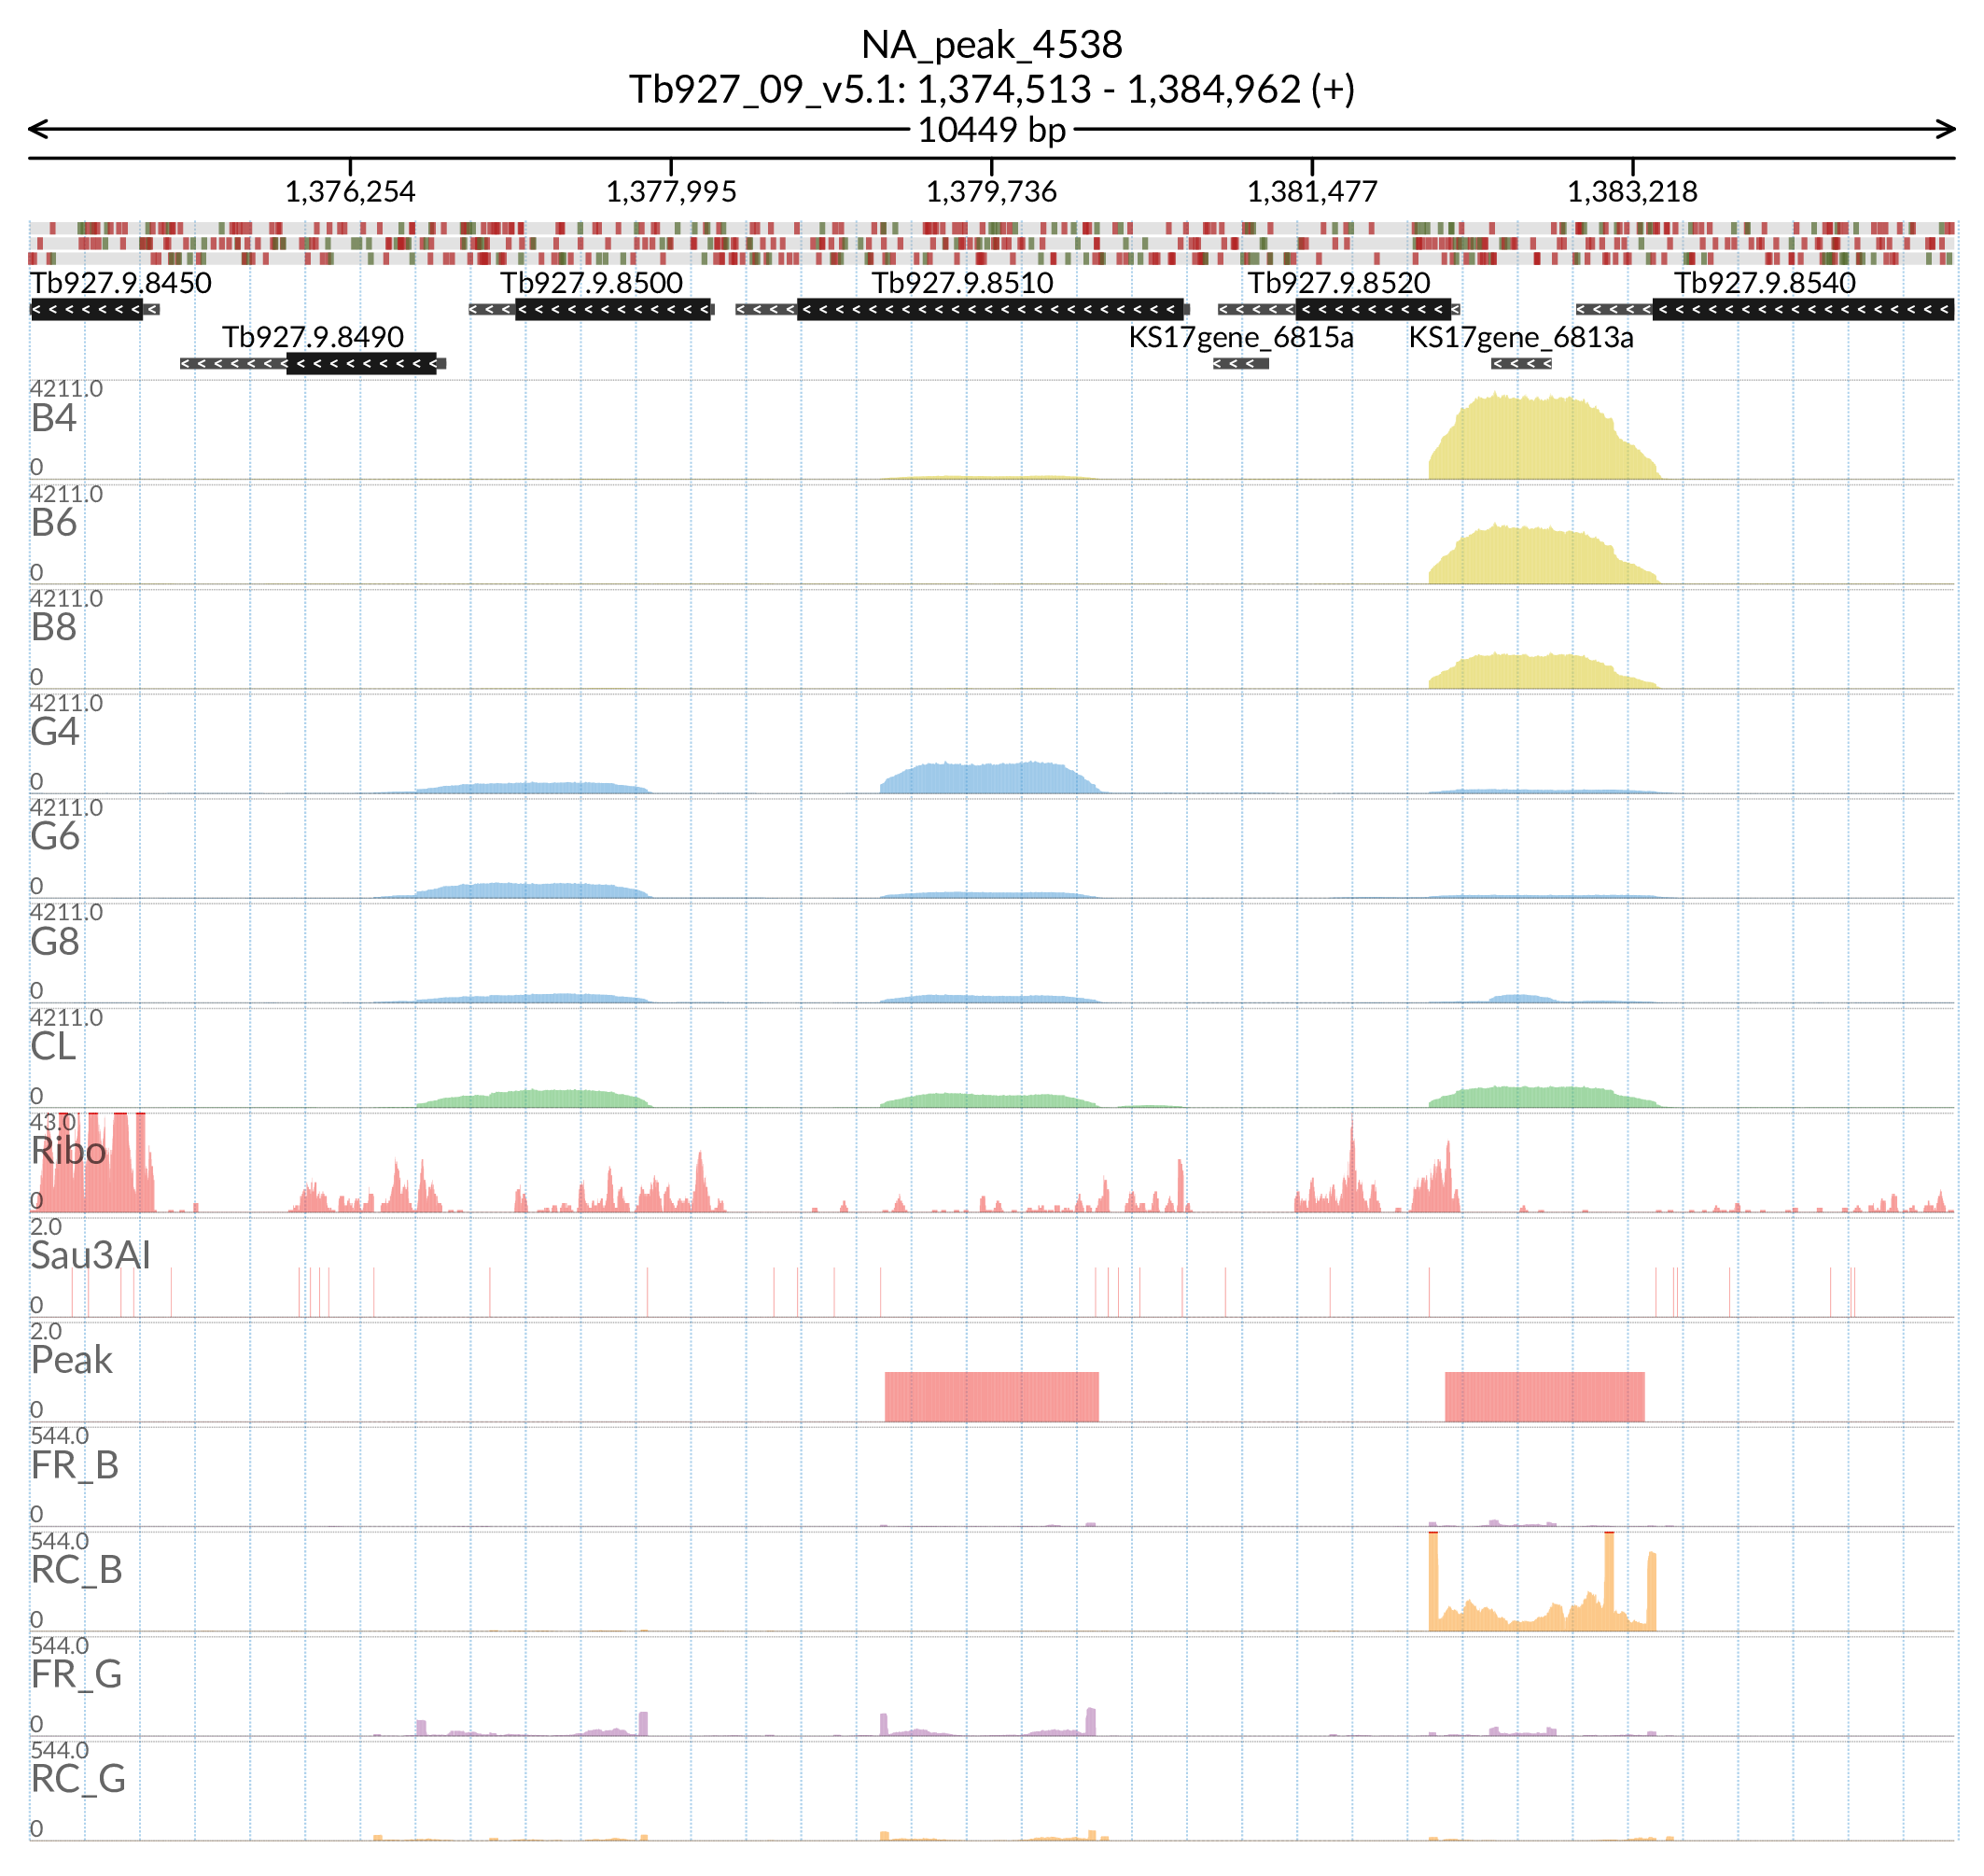 NA_peak_4538
Tb927_09_v5.1: 1,374,513 - 1,384,962 (+)
10449 bp
1,376,254 1,377,995 1,379,736 1,381,477 1,383,218
Tb927.9.8450 Tb927.9.8500 Tb927.9.8510 Tb927.9.8520 Tb927.9.8540
Tb927.9.8490 KS17gene_6815a KS17gene_6813a
4211.0
B4
0
4211.0
B6
0
4211.0
B8
0
4211.0
G4
0
4211.0
G6
0
4211.0
G8
0
4211.0
CL
0
43.0
Ribo
0
2.0
Sau3AI
0
2.0
Peak
0
544.0
FR_B
0
544.0
RC_B
0
544.0
FR_G
0
544.0
RC_G
0